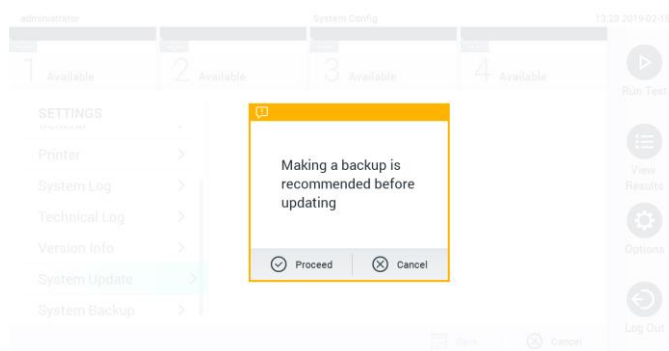 administrator System Config 13:29 2019-02-16
1 Available 2 Available 3 Available 4 Available
Run Test
SETTINGS
Making a backup is
recommended before
updating
Printer
System Log
Technical Log
Version Info
System Update
System Backup
View
Results
Options
Proceed Cancel
Save Cancel
Log Out